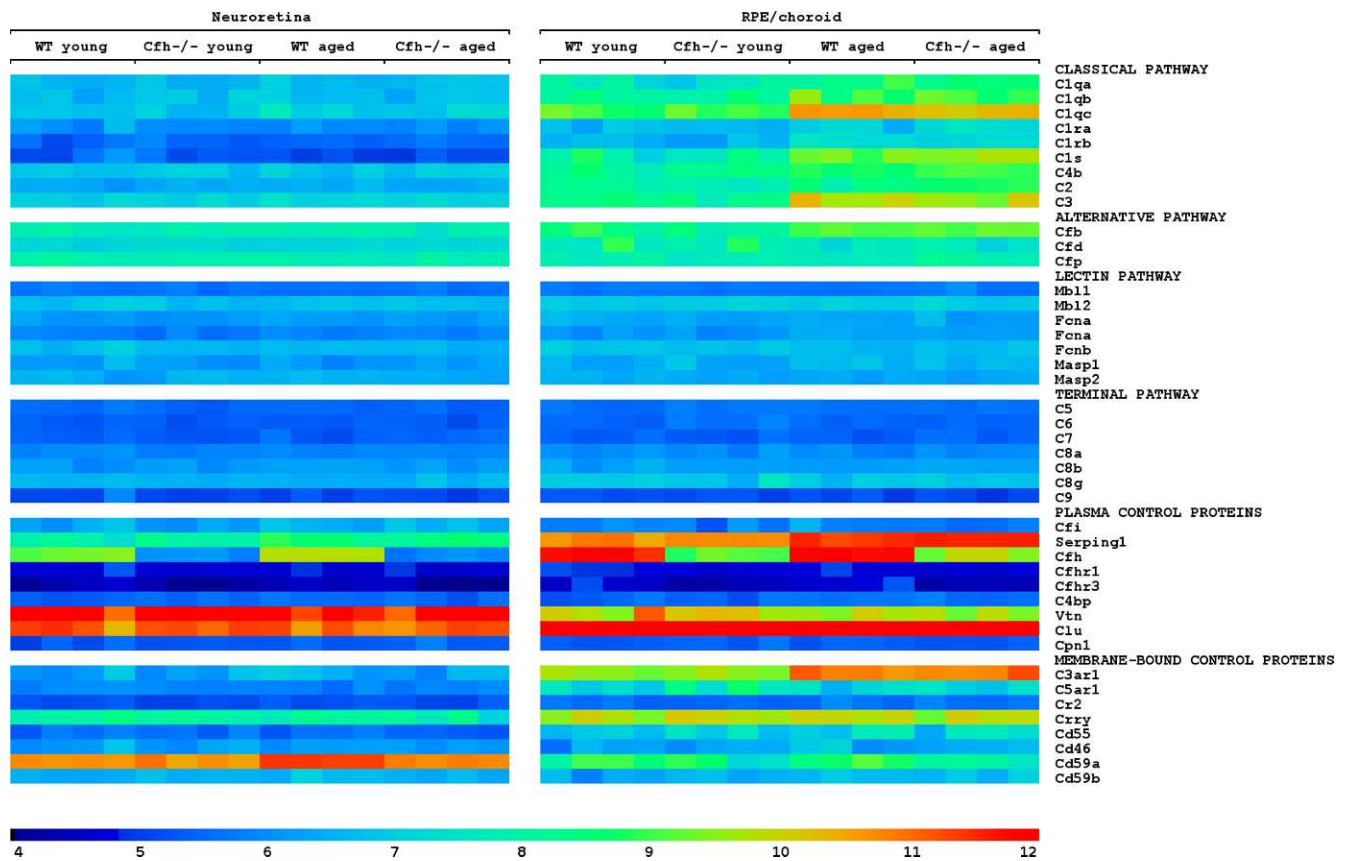 Neuroretina RPE/choroid
WT young Cfh-/- young WT aged Cfh-/- aged WT young Cfh-/- young WT aged Cfh-/- aged
CLASSICAL PATHWAY
C1qa
C1qb
C1qc
C1ra
C1rb
C1s
C4b
C2
C3
ALTERNATIVE PATHWAY
Cfb
Cfd
Cfp
LECTIN PATHWAY
Mbl1
Mbl2
Fcna
Fcna
Fcnb
Masp1
Masp2
TERMINAL PATHWAY
C5
C6
C7
C8a
C8b
C8g
C9
PLASMA CONTROL PROTEINS
Cfi
Serping1
Cfh
Cfhr1
Cfhr3
C4bp
Vtn
Clu
Cpn1
MEMBRANE-BOUND CONTROL PROTEINS
C3ar1
C5ar1
Cr2
Crry
Cd55
Cd46
Cd59a
Cd59b
4 5 6 7 8 9 10 11 12